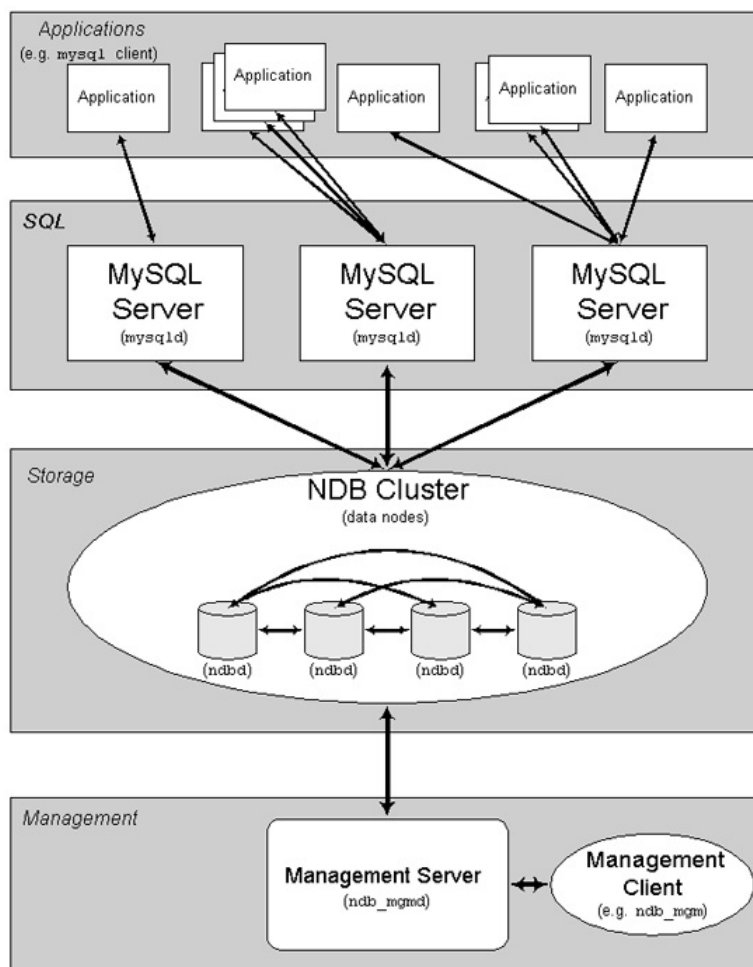 Applications
(e.g. mysql client)
Application
Application
Application
Application
Application
SQL
MySQL
Server
(mysqld)
MySQL
Server
(mysqld)
MySQL
Server
(mysqld)
Storage
NDB Cluster
(data nodes)
(ndbd)
(ndbd)
(ndbd)
(ndbd)
Management
Management Server
(ndb_mgmd)
Management
Client
(e.g. ndb_mgm)